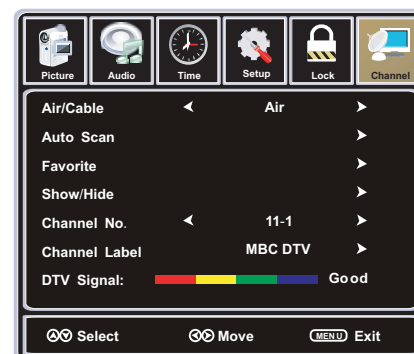 Picture Audio Time Setup Lock Channel
Air/Cable Air
Auto Scan
Favorite
Show/Hide
Channel No. 11-1
Channel Label MBC DTV
DTV Signal: Good
Select Move MENU Exit